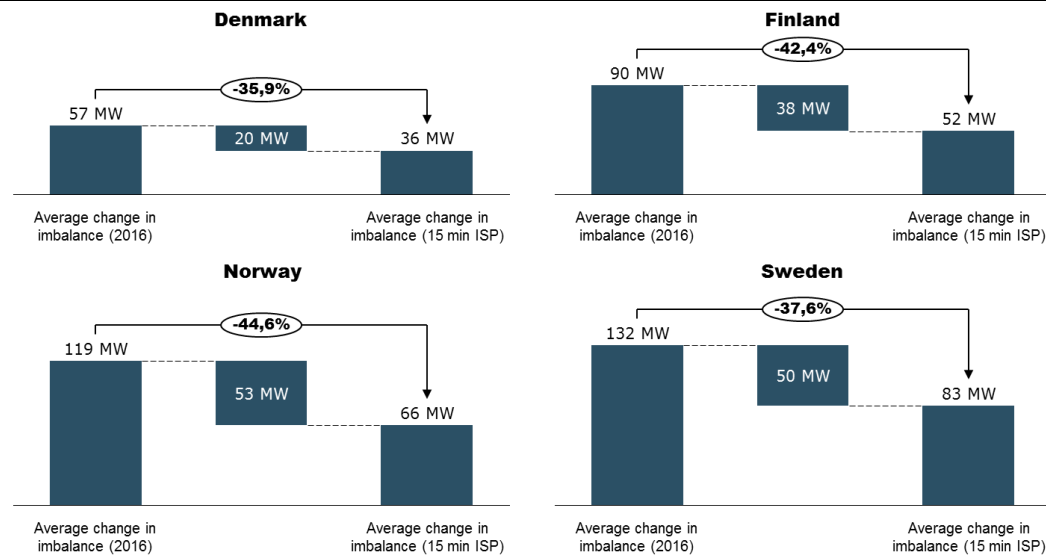 Denmark
-35,9%
57 MW
20 MW
36 MW
Average change in
imbalance (2016)
Average change in
imbalance (15 min ISP)
Finland
-42,4%
90 MW
38 MW
52 MW
Average change in
imbalance (2016)
Average change in
imbalance (15 min ISP)
Norway
-44,6%
119 MW
53 MW
66 MW
Average change in
imbalance (2016)
Average change in
imbalance (15 min ISP)
Sweden
-37,6%
132 MW
50 MW
83 MW
Average change in
imbalance (2016)
Average change in
imbalance (15 min ISP)